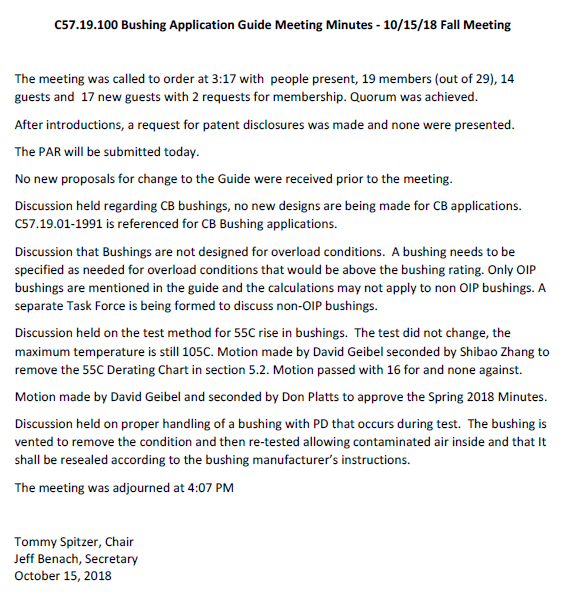 C57.19.100 Bushing Application Guide Meeting Minutes - 10/15/18 Fall Meeting
The meeting was called to order at 3:17 with  people present, 19 members (out of 29), 14
guests and  17 new guests with 2 requests for membership. Quorum was achieved.
After introductions, a request for patent disclosures was made and none were presented.
The PAR will be submitted today.
No new proposals for change to the Guide were received prior to the meeting.
Discussion held regarding CB bushings, no new designs are being made for CB applications.
C57.19.01-1991 is referenced for CB Bushing applications.
Discussion that Bushings are not designed for overload conditions.  A bushing needs to be
specified as needed for overload conditions that would be above the bushing rating. Only OIP
bushings are mentioned in the guide and the calculations may not apply to non OIP bushings. A
separate Task Force is being formed to discuss non-OIP bushings.
Discussion held on the test method for 55C rise in bushings.  The test did not change, the
maximum temperature is still 105C. Motion made by David Geibel seconded by Shibao Zhang to
remove the 55C Derating Chart in section 5.2. Motion passed with 16 for and none against.
Motion made by David Geibel and seconded by Don Platts to approve the Spring 2018 Minutes.
Discussion held on proper handling of a bushing with PD that occurs during test.  The bushing is
vented to remove the condition and then re-tested allowing contaminated air inside and that It
shall be resealed according to the bushing manufacturer's instructions.
The meeting was adjourned at 4:07 PM
Tommy Spitzer, Chair
Jeff Benach, Secretary
October 15, 2018